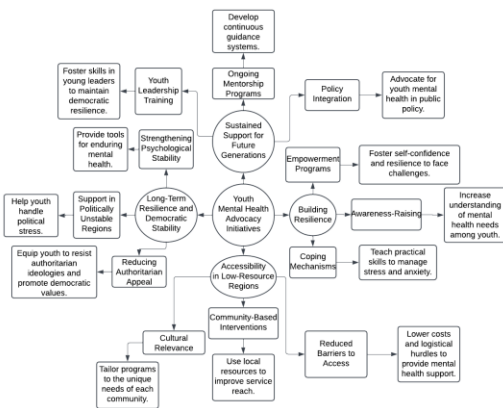 Develop
continuous
guidance
systems.
Foster skills in
young leaders
to maintain
democratic
resilience.
Youth
Leadership
Training
Ongoing
Mentorship
Programs
Policy
Integration
Advocate for
youth mental
health in public
policy.
Provide tools
for enduring
mental
health.
Strengthening
Psychological
Stability
Sustained
Support for
Future
Generations
Empowerment
Programs
Foster self-confidence
and resilience to face
challenges.
Help youth
handle
political
stress.
Support in
Politically
Unstable
Regions
Long-Term
Resilience and
Democratic
Stability
Youth
Mental Health
Advocacy
Initiatives
Building
Resilience
Awareness-Raising
Increase
understanding
of mental
health needs
among youth.
Equip youth to resist
authoritarian
ideologies and
promote democratic
values.
Reducing
Authoritarian
Appeal
Accessibility
in Low-Resource
Regions
Coping
Mechanisms
Teach practical
skills to manage
stress and anxiety.
Cultural
Relevance
Community-Based
Interventions
Reduced
Barriers to
Access
Lower costs
and logistical
hurdles to
provide mental
health support.
Tailor programs
to the unique
needs of each
community.
Use local
resources to
improve service
reach.